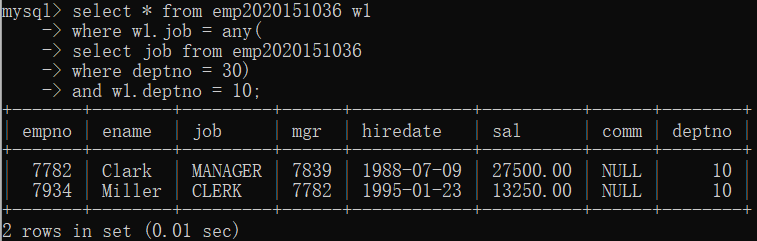 mysql> select * from emp2020151036 w1
    -> where w1.job = any(
    -> select job from emp2020151036
    -> where deptno = 30)
    -> and w1.deptno = 10;
+-------+--------+---------+------+------------+----------+------+--------+
| empno | ename  | job     | mgr  | hiredate   | sal      | comm | deptno |
+-------+--------+---------+------+------------+----------+------+--------+
|  7782 | Clark  | MANAGER | 7839 | 1988-07-09 | 27500.00 | NULL |     10 |
|  7934 | Miller | CLERK   | 7782 | 1995-01-23 | 13250.00 | NULL |     10 |
+-------+--------+---------+------+------------+----------+------+--------+
2 rows in set (0.01 sec)